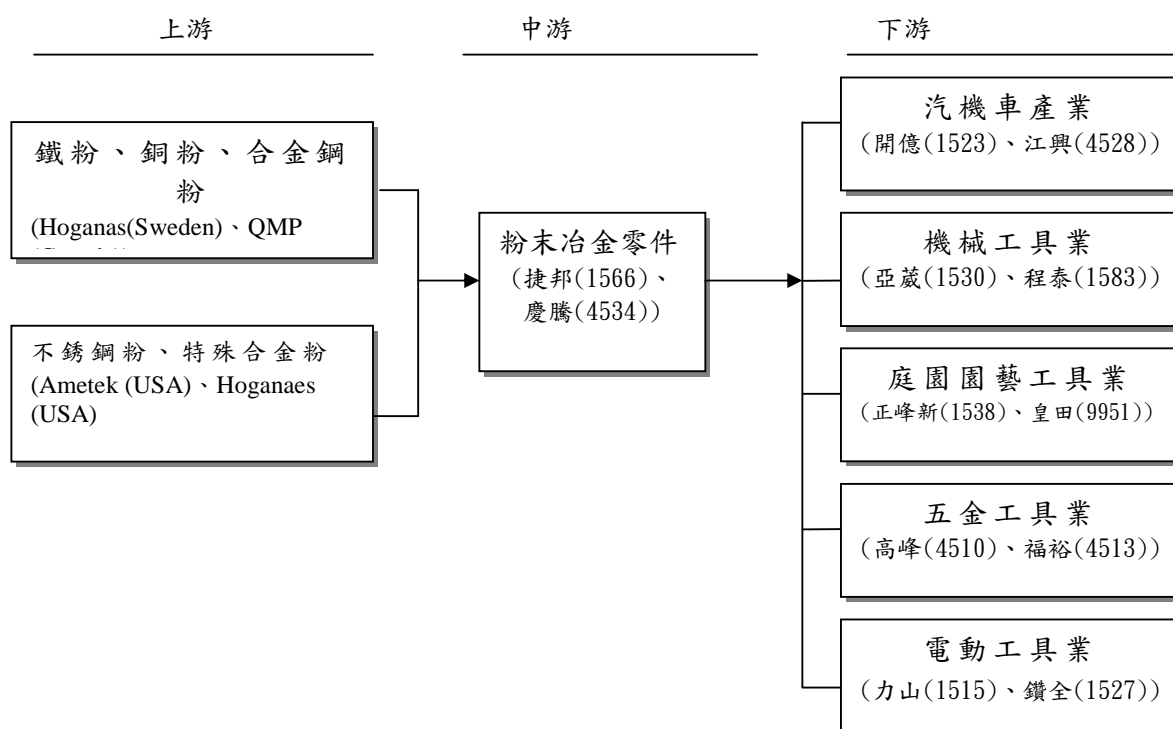 上游
中游
下游
鐵粉、銅粉、合金鋼
粉
(Hoganas(Sweden)、QMP
不銹鋼粉、特殊合金粉
(Ametek (USA)、Hoganaes
(USA)
粉末冶金零件
(捷邦(1566)、
慶騰(4534))
汽機車產業
(開億(1523)、江興(4528))
機械工具業
(亞葳(1530)、程泰(1583))
庭園園藝工具業
(正峰新(1538)、皇田(9951))
五金工具業
(高峰(4510)、福裕(4513))
電動工具業
(力山(1515)、鑽全(1527))